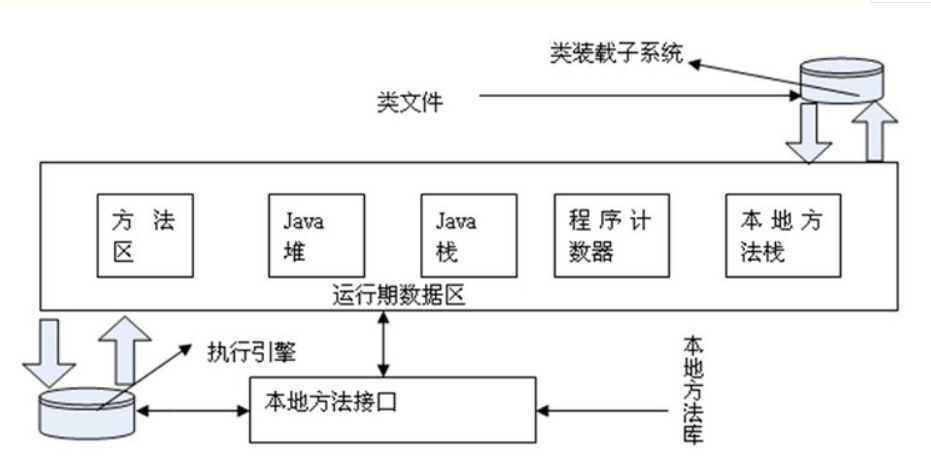 类装载子系统
类文件
方 法
区
Java
堆
Java
栈
程 序 计
数器
本 地 方
法栈
运行期数据区
执行引擎
本地方法接口
本地方法库